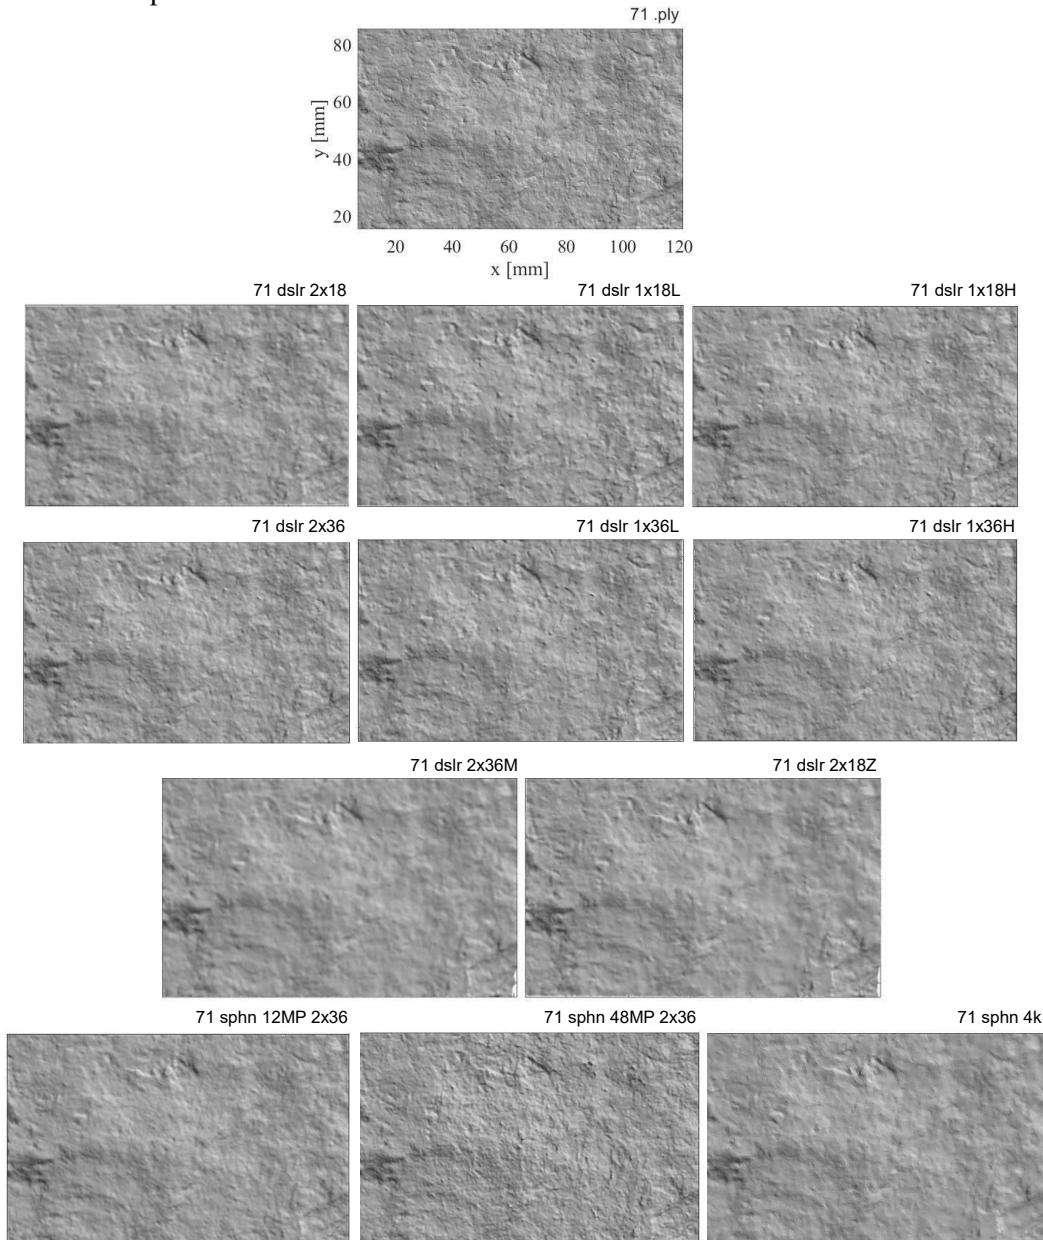 71 .ply
80
60
40
20
y [mm]
20 40 60 80 100 120
x [mm]
71 dslr 2x18 71 dslr 1x18L 71 dslr 1x18H
71 dslr 2x36 71 dslr 1x36L 71 dslr 1x36H
71 dslr 2x36M 71 dslr 2x18Z
71 sphn 12MP 2x36 71 sphn 48MP 2x36 71 sphn 4k